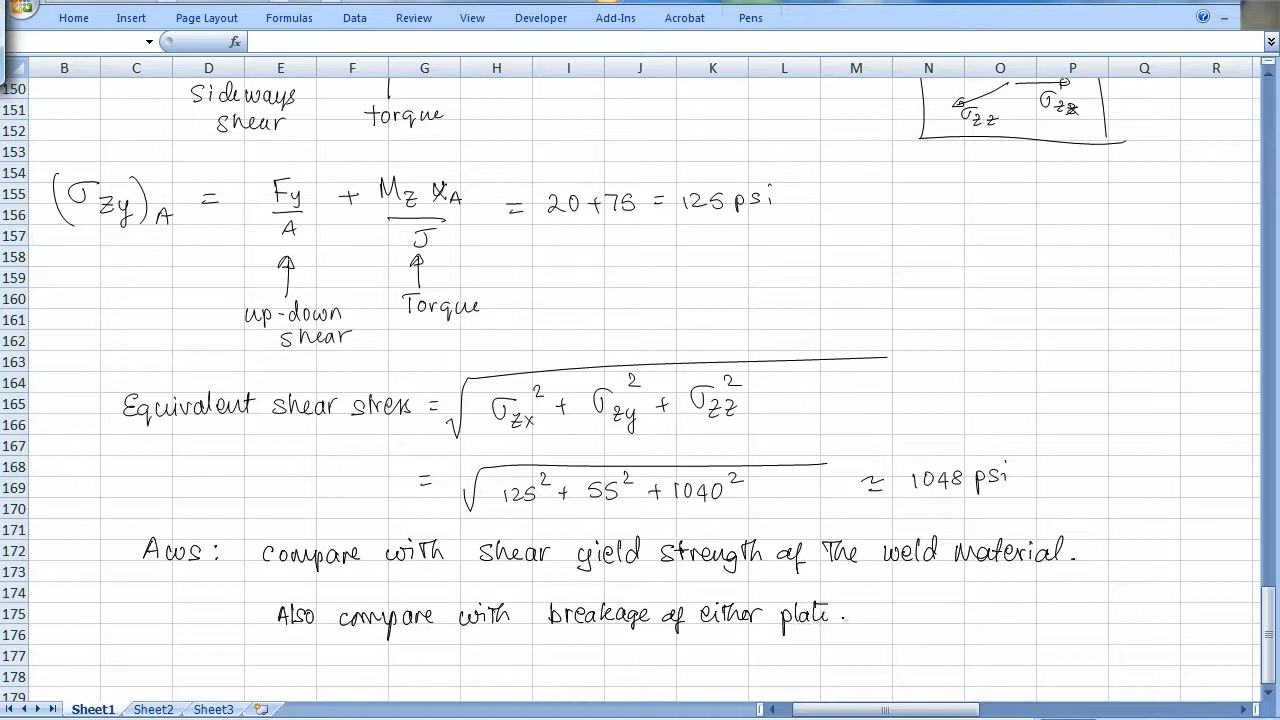 Home Insert Page Layout Formulas Data Review View Developer Add-Ins Acrobat Pens
fx
B C D E F G H I J K L M N O P Q R
150
151
152
153
154
155
156
157
158
159
160
161
162
163
164
165
166
167
168
169
170
171
172
173
174
175
176
177
178
179
Sideways
shear
torque
σzz σzz
(σzy)A = Fy/A + Mz xA/J = 20+75 = 125 psi
up-down
shear
Torque
Equivalent shear stress = √(σzx² + σzy² + σzz²)
= √(125² + 55² + 1040²) ≃ 1048 psi
Aws: compare with shear yield strength of the weld material.
Also compare with breakage of either plate.
Sheet1 Sheet2 Sheet3